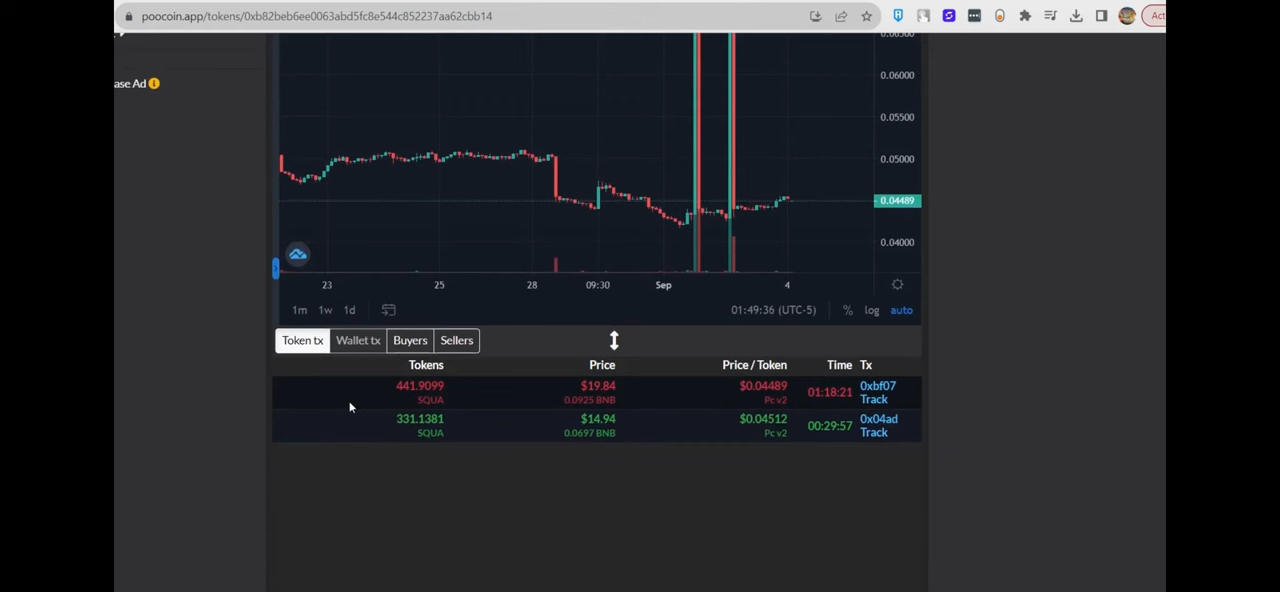 poocoin.app/tokens/0xb82beb6ee0063abd5fc8e544c852237aa62cbb14
Act
ase Ad
0.06500
0.06000
0.05500
0.05000
0.04489
0.04000
23 25 28 09:30 Sep 4
1m 1w 1d 01:49:36 (UTC-5) % log auto
Token tx Wallet tx Buyers Sellers
Tokens Price Price / Token Time Tx
441.9099 $19.84 $0.04489 01:18:21 0xbf07
SQUA 0.0925 BNB Pc v2 Track
331.1381 $14.94 $0.04512 00:29:57 0x04ad
SQUA 0.0697 BNB Pc v2 Track